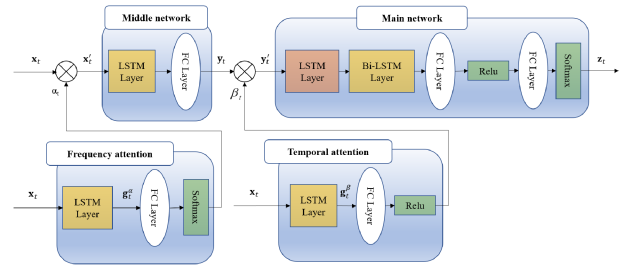 Middle network
Main network
x_t
x'_t
LSTM
Layer
FC Layer
y_t
y'_t
LSTM
Layer
Bi-LSTM
Layer
FC Layer
Relu
FC Layer
Softmax
z_t
α_t
β_t
Frequency attention
Temporal attention
x_t
LSTM
Layer
g_t^α
FC Layer
Softmax
x_t
LSTM
Layer
g_t^β
FC Layer
Relu